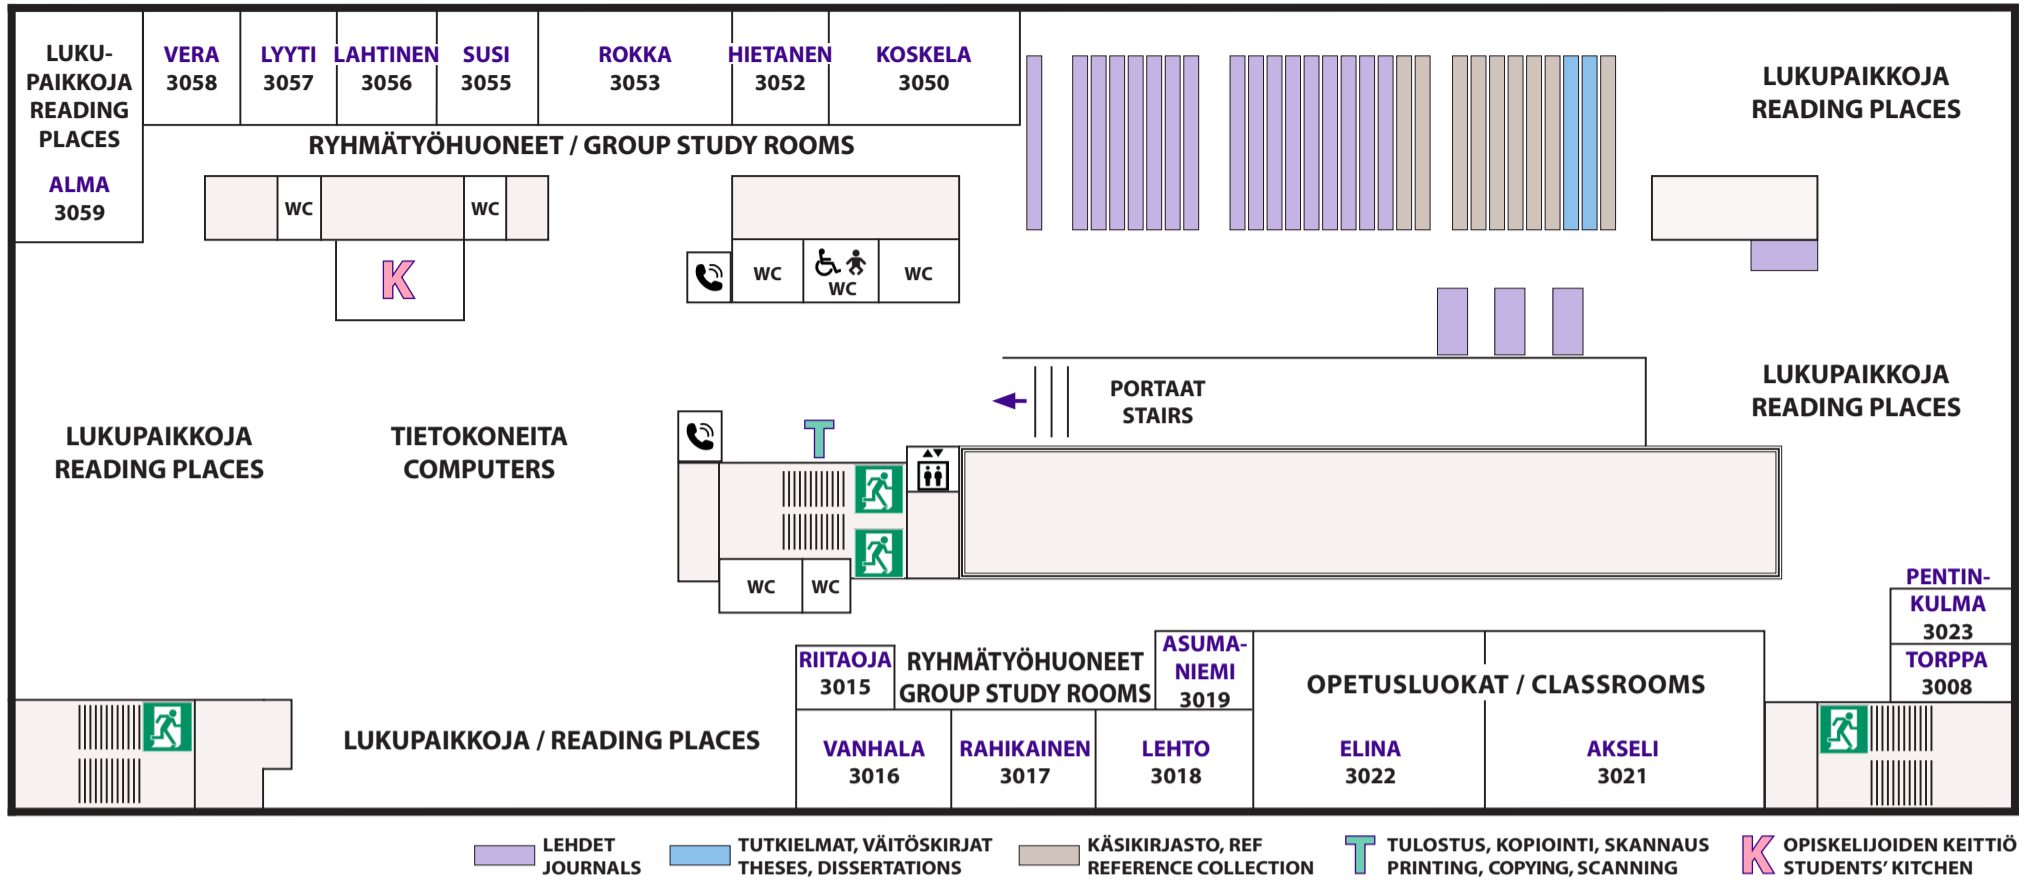 LUKU-
PAIKKOJA
READING
PLACES
ALMA
3059
VERA
3058
LYYTI
3057
LAHTINEN
3056
SUSI
3055
ROKKA
3053
HIETANEN
3052
KOSKELA
3050
RYHMÄTYÖHUONEET / GROUP STUDY ROOMS
LUKUPAIKKOJA
READING PLACES
WC
WC
K
WC
WC
WC
PORTAAT
STAIRS
LUKUPAIKKOJA
READING PLACES
LUKUPAIKKOJA
READING PLACES
TIETOKONEITA
COMPUTERS
T
WC
WC
PENTIN-
KULMA
3023
TORPPA
3008
RIITAOJA
3015
RYHMÄTYÖHUONEET
GROUP STUDY ROOMS
ASUMA-
NIEMI
3019
OPETUSLUOKAT / CLASSROOMS
LUKUPAIKKOJA / READING PLACES
VANHALA
3016
RAHIKAINEN
3017
LEHTO
3018
ELINA
3022
AKSELI
3021
LEHDET
JOURNALS
TUTKIELMAT, VÄITÖSKIRJAT
THESES, DISSERTATIONS
KÄSIKIRJASTO, REF
REFERENCE COLLECTION
T TULOSTUS, KOPIOINTI, SKANNAUS
PRINTING, COPYING, SCANNING
K OPISKELIJOIDEN KEITTIÖ
STUDENTS' KITCHEN